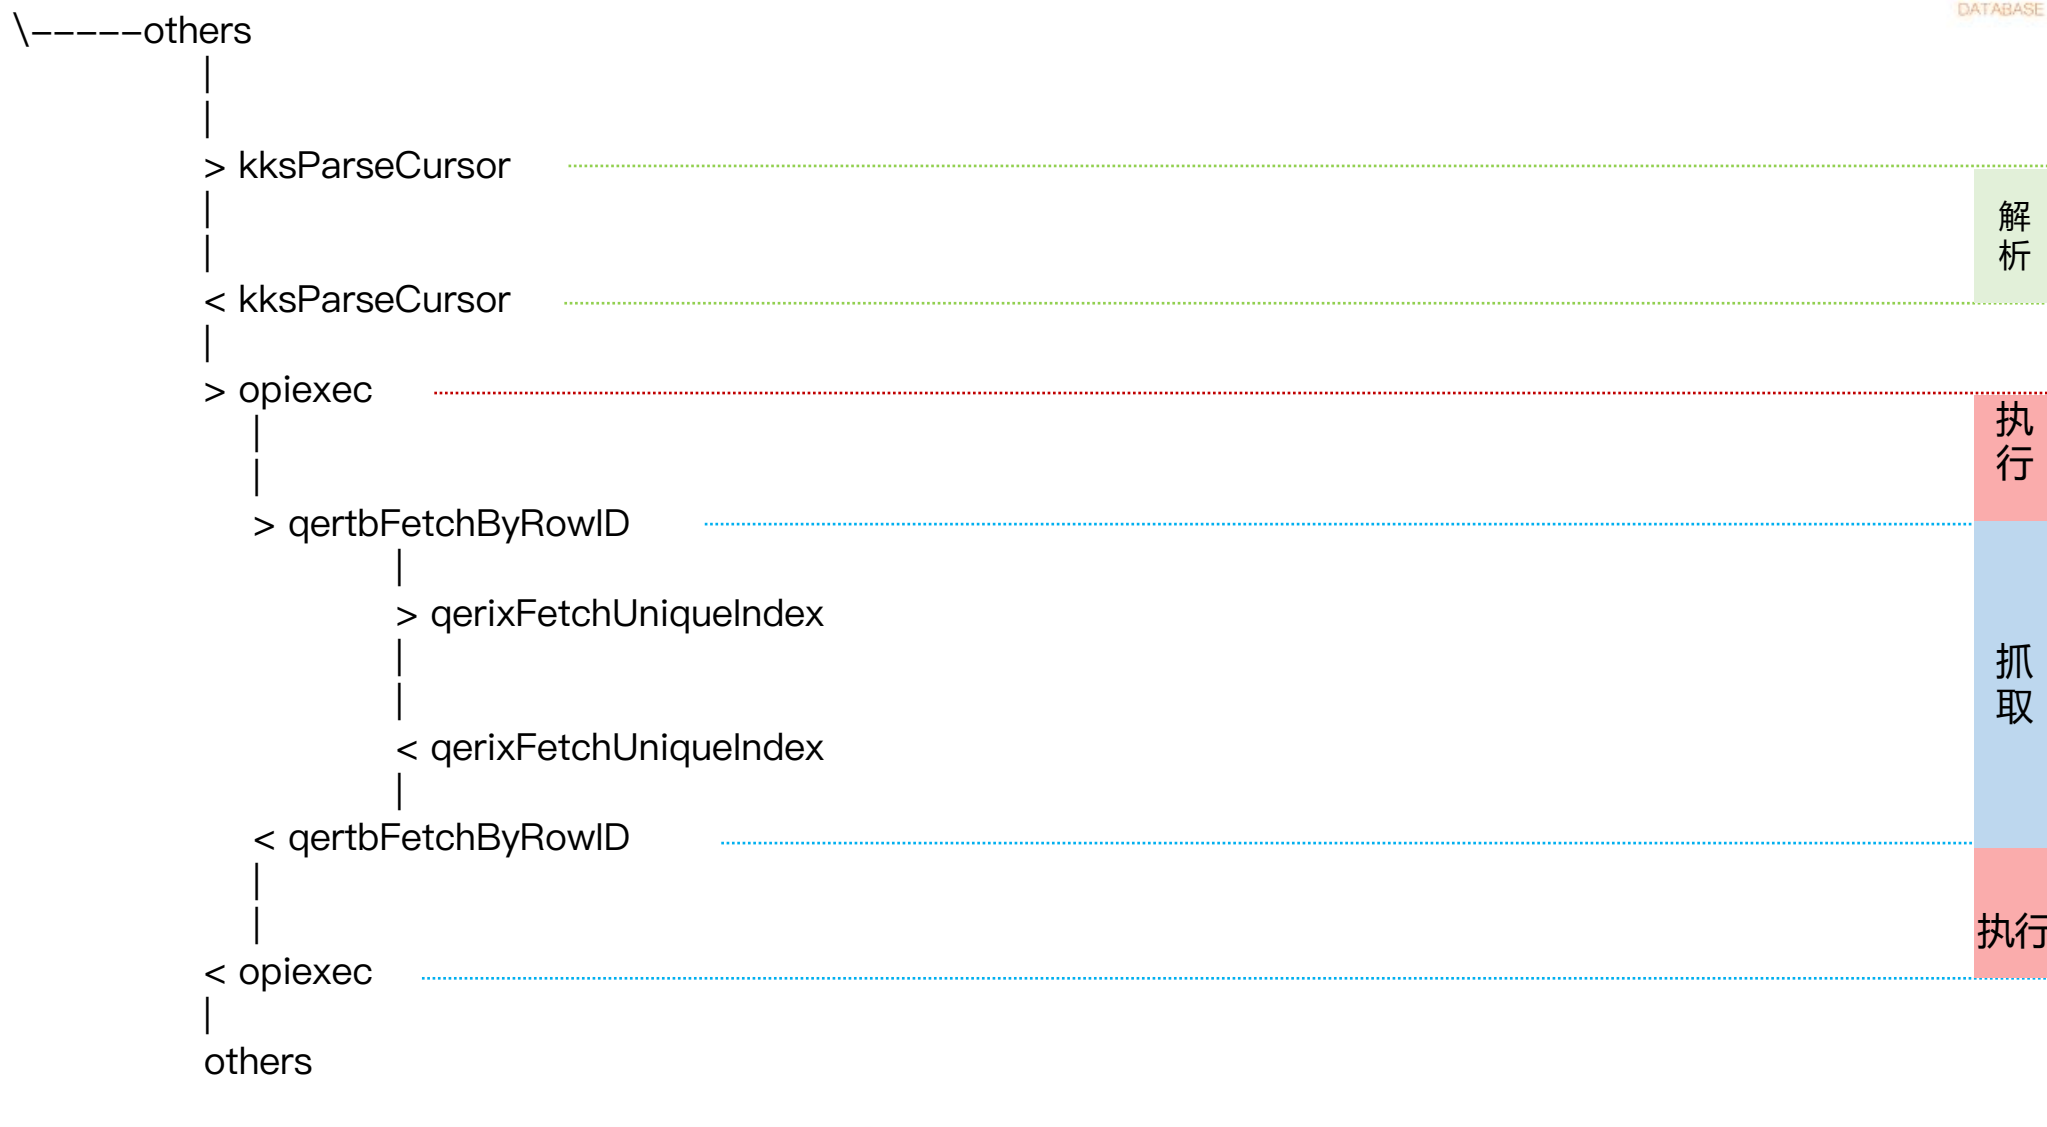 DATABASE
\-----others
|
|
> kksParseCursor
|
|
< kksParseCursor
|
> opiexec
|
|
> qertbFetchByRowID
|
> qerixFetchUniqueIndex
|
|
< qerixFetchUniqueIndex
|
< qertbFetchByRowID
|
|
< opiexec
|
others
解
析
执
行
抓
取
执行